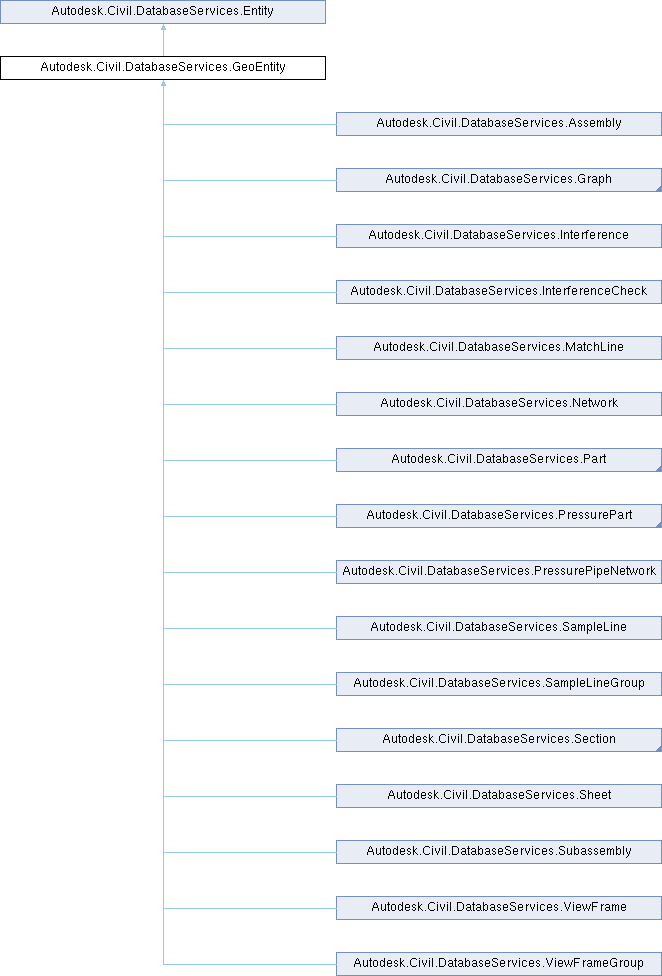 Autodesk.Civil.DatabaseServices.Entity
Autodesk.Civil.DatabaseServices.GeoEntity
Autodesk.Civil.DatabaseServices.Assembly
Autodesk.Civil.DatabaseServices.Graph
Autodesk.Civil.DatabaseServices.Interference
Autodesk.Civil.DatabaseServices.InterferenceCheck
Autodesk.Civil.DatabaseServices.MatchLine
Autodesk.Civil.DatabaseServices.Network
Autodesk.Civil.DatabaseServices.Part
Autodesk.Civil.DatabaseServices.PressurePart
Autodesk.Civil.DatabaseServices.PressurePipeNetwork
Autodesk.Civil.DatabaseServices.SampleLine
Autodesk.Civil.DatabaseServices.SampleLineGroup
Autodesk.Civil.DatabaseServices.Section
Autodesk.Civil.DatabaseServices.Sheet
Autodesk.Civil.DatabaseServices.Subassembly
Autodesk.Civil.DatabaseServices.ViewFrame
Autodesk.Civil.DatabaseServices.ViewFrameGroup